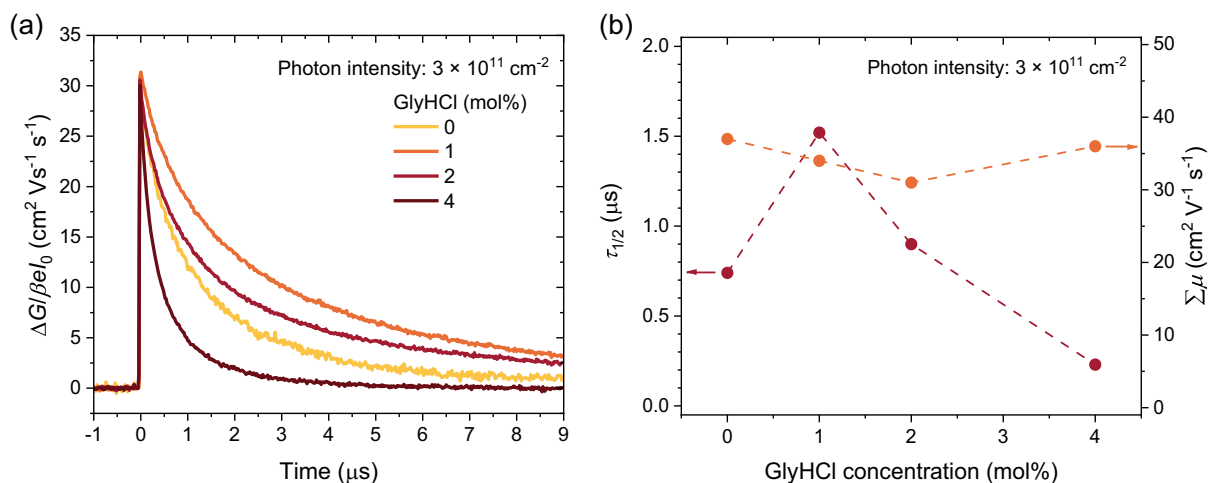 (a)
35
30
25
20
15
10
5
0
ΔG/βeI₀ (cm² Vs⁻¹ s⁻¹)
Photon intensity: 3 × 10¹¹ cm⁻²
GlyHCl (mol%)
0
1
2
4
-1 0 1 2 3 4 5 6 7 8 9
Time (μs)
(b)
2.0
1.5
1.0
0.5
0.0
τ₁/₂ (μs)
Photon intensity: 3 × 10¹¹ cm⁻²
50
40
30
20
10
0
Σμ (cm² V⁻¹ s⁻¹)
0 1 2 3 4
GlyHCl concentration (mol%)